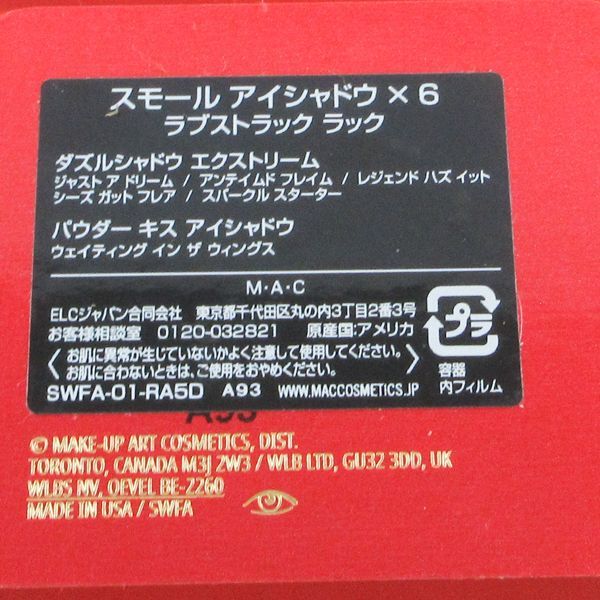 スモール アイシャドウ × 6
ラブストラック ラック
ダズルシャドウ エクストリーム
ジャスト ア ドリーム / アンテイムド フレイム / レジェンド ハズ イット
シーズ ガット フレア / スパークル スターター
パウダー キス アイシャドウ
ウェイティング イン ザ ウィングス
M・A・C
ELCジャパン合同会社 東京都千代田区丸の内3丁目2番3号
お客様相談室 0120-032821 原産国:アメリカ
〈お肌に異常が生じていないかよく注意して使用してください。
お肌に合わないときは、ご使用をおやめください。〉
SWFA-01-RA5D A93 WWW.MACCOSMETICS.JP
プラ
容器
内フィルム
A93
© MAKE-UP ART COSMETICS, DIST.
TORONTO, CANADA M3J 2W3 / WLB LTD, GU32 3DD, UK
WLBS NV, OEVEL BE-2260
MADE IN USA / SWFA